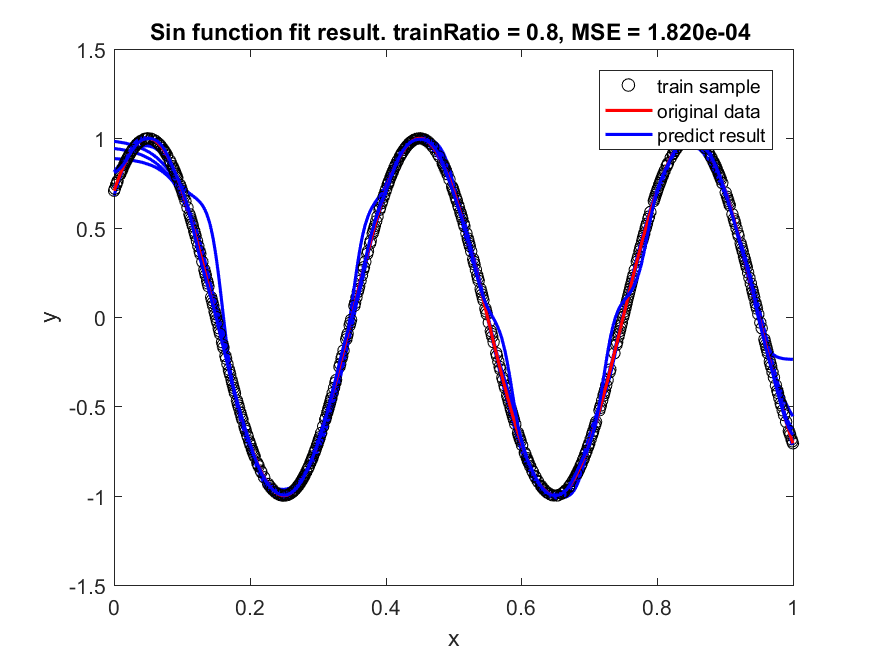 Sin function fit result. trainRatio = 0.8, MSE = 1.820e-04
train sample
original data
predict result
1.5
1
0.5
0
-0.5
-1
-1.5
y
0
0.2
0.4
0.6
0.8
1
x